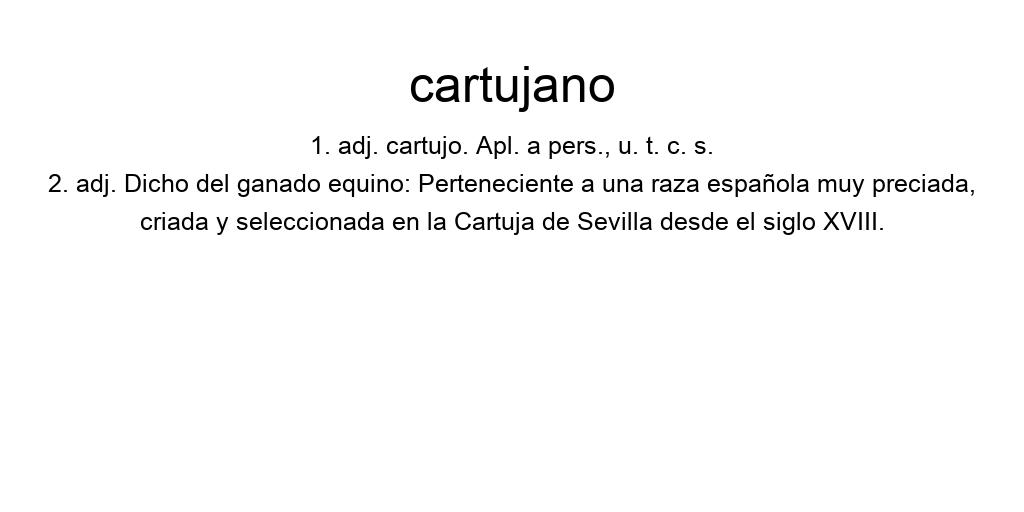 cartujano
1. adj. cartujo. Apl. a pers., u. t. c. s.
2. adj. Dicho del ganado equino: Perteneciente a una raza española muy preciada,
criada y seleccionada en la Cartuja de Sevilla desde el siglo XVIII.